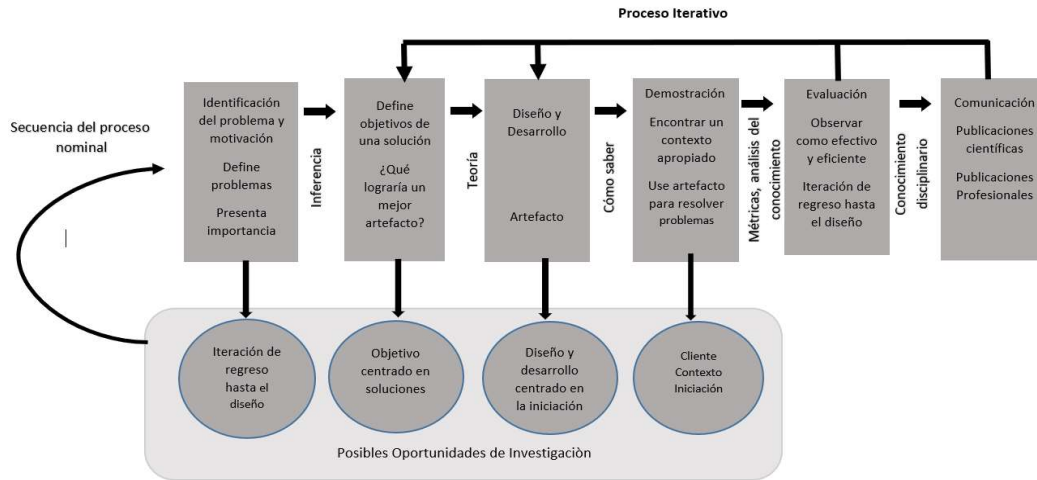 Proceso Iterativo
Secuencia del proceso
nominal
Identificación
del problema y
motivación
Define
problemas
Presenta
importancia
Inferencia
Define
objetivos de
una solución
¿Qué
lograría un
mejor
artefacto?
Teoría
Diseño y
Desarrollo
Artefacto
Cómo saber
Demostración
Encontrar un
contexto
apropiado
Use artefacto
para resolver
problemas
Métricas, análisis del
conocimiento
Evaluación
Observar
como efectivo
y eficiente
Iteración de
regreso hasta
el diseño
Conocimiento
disciplinario
Comunicación
Publicaciones
científicas
Publicaciones
Profesionales
Iteración de
regreso
hasta el
diseño
Objetivo
centrado en
soluciones
Diseño y
desarrollo
centrado en
la iniciación
Cliente
Contexto
Iniciación
Posibles Oportunidades de Investigaciòn